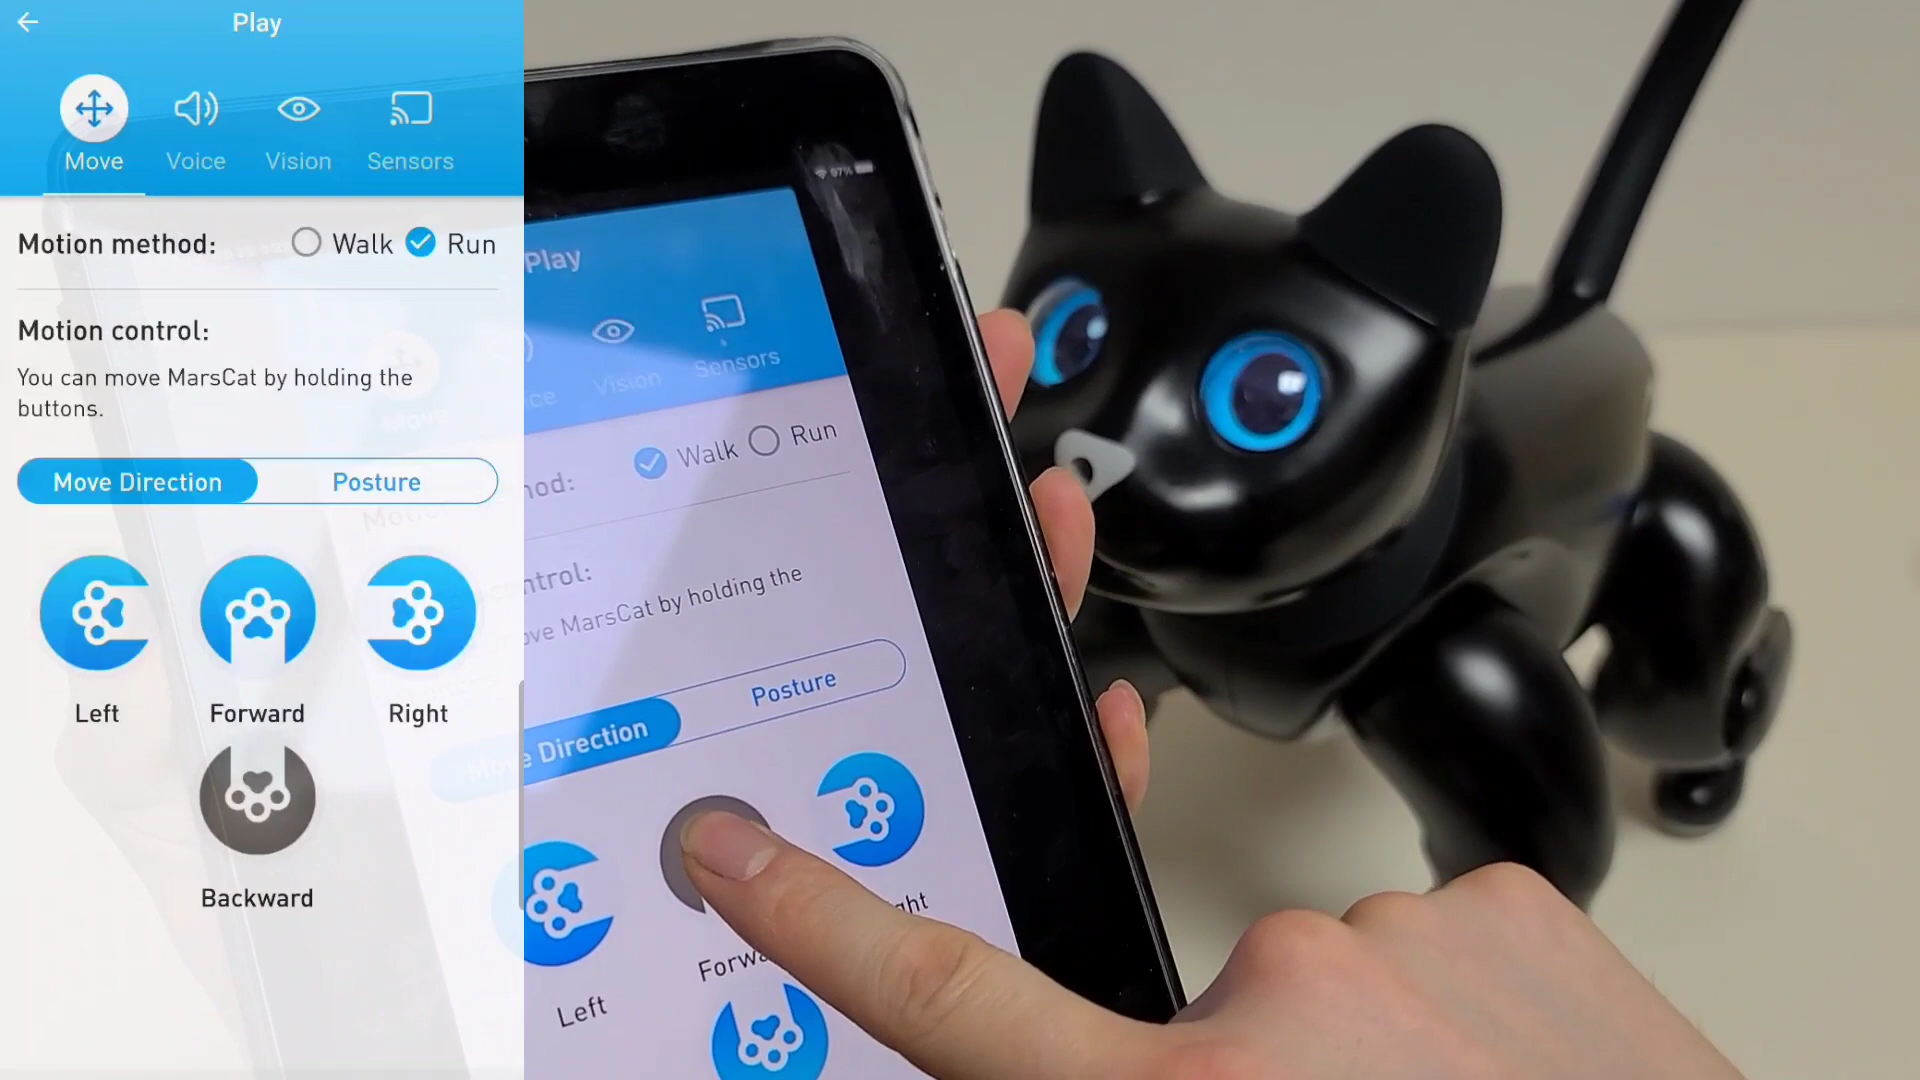 Play
Move
Voice
Vision
Sensors
Motion method:
Walk
Run
Motion control:
You can move MarsCat by holding the
buttons.
Move Direction
Posture
Left
Forward
Right
Backward
97%
Play
Vision
Sensors
Walk
Run
MarsCat by holding the
Direction
Posture
Left